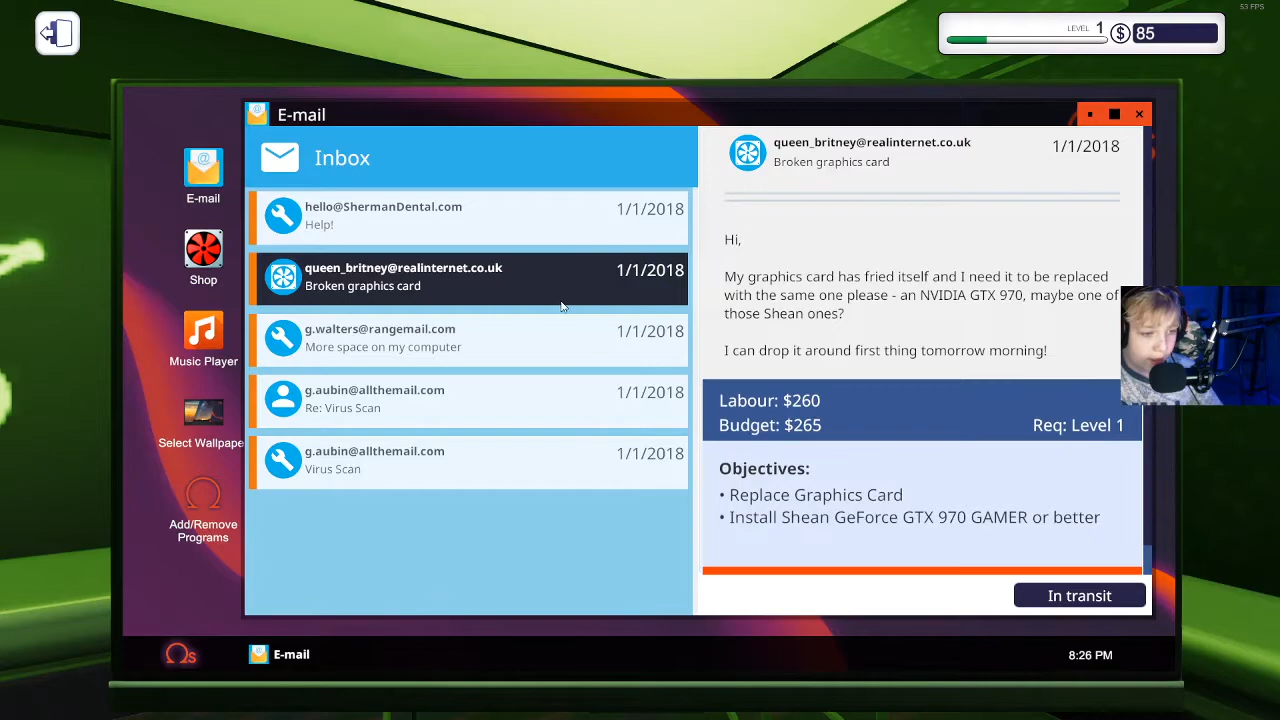 53 FPS
LEVEL 1
$ 85
E-mail
Inbox
hello@ShermanDental.com
1/1/2018
Help!
queen_britney@realinternet.co.uk
1/1/2018
Broken graphics card
g.walters@rangemail.com
1/1/2018
More space on my computer
g.aubin@allthemail.com
1/1/2018
Re: Virus Scan
g.aubin@allthemail.com
1/1/2018
Virus Scan
queen_britney@realinternet.co.uk
1/1/2018
Broken graphics card
Hi,
My graphics card has fried itself and I need it to be replaced
with the same one please - an NVIDIA GTX 970, maybe one of
those Shean ones?
I can drop it around first thing tomorrow morning!
Labour: $260
Budget: $265
Req: Level 1
Objectives:
• Replace Graphics Card
• Install Shean GeForce GTX 970 GAMER or better
In transit
E-mail
Shop
Music Player
Select Wallpape
Add/Remove
Programs
Ωs
E-mail
8:26 PM